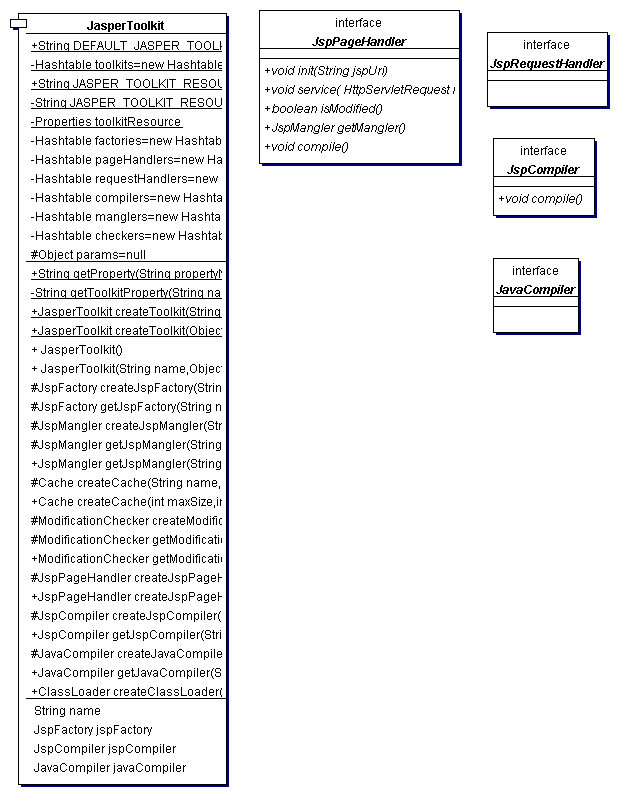 JasperToolkit
+String DEFAULT_JASPER_TOOL
-Hashtable toolkits=new Hashtable
+String JASPER_TOOLKIT_RESOU
-String JASPER_TOOLKIT_RESOU
-Properties toolkitResource
-Hashtable factories=new Hashtab
-Hashtable pageHandlers=new Ha
-Hashtable requestHandlers=new
-Hashtable compilers=new Hashta
-Hashtable manglers=new Hashta
-Hashtable checkers=new Hashtab
#Object params=null
+String getProperty(String property
-String getToolkitProperty(String na
+JasperToolkit createToolkit(String
+JasperToolkit createToolkit(Object
+ JasperToolkit()
+ JasperToolkit(String name,Object
#JspFactory createJspFactory(Strin
#JspFactory getJspFactory(String n
#JspMangler createJspMangler(Str
#JspMangler getJspMangler(String
+JspMangler getJspMangler(String
#Cache createCache(String name,
+Cache createCache(int maxSize,i
#ModificationChecker createModific
#ModificationChecker getModificati
+ModificationChecker getModificati
#JspPageHandler createJspPageH
+JspPageHandler createJspPageH
#JspCompiler createJspCompiler(
+JspCompiler getJspCompiler(Stri
#JavaCompiler createJavaCompile
+JavaCompiler getJavaCompiler(S
+ClassLoader createClassLoader(
String name
JspFactory jspFactory
JspCompiler jspCompiler
JavaCompiler javaCompiler
interface
JspPageHandler
+void init(String jspUri)
+void service( HttpServletRequest
+boolean isModified()
+JspMangler getMangler()
+void compile()
interface
JspRequestHandler
interface
JspCompiler
+void compile()
interface
JavaCompiler